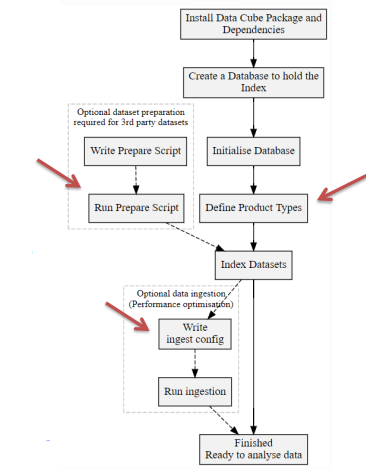 Install Data Cube Package and
Dependencies
Create a Database to hold the
Index
Optional dataset preparation
required for 3rd party datasets
Write Prepare Script
Initialise Database
Run Prepare Script
Define Product Types
Index Datasets
Optional data ingestion
(Performance optimisation)
Write
ingest config
Run ingestion
Finished
Ready to analyse data